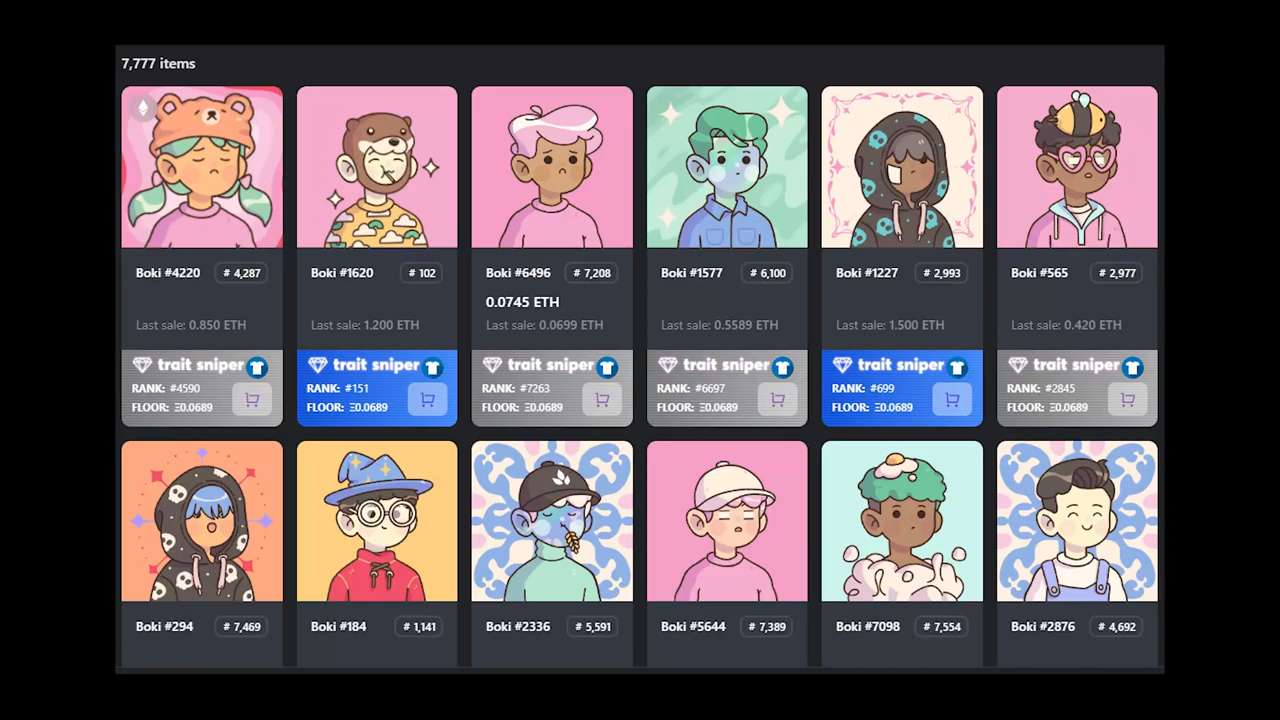 7,777 items
Boki #4220 # 4,287
Last sale: 0.850 ETH
trait sniper
RANK: #4590
FLOOR: Ξ0.0689
Boki #1620 # 102
Last sale: 1.200 ETH
trait sniper
RANK: #151
FLOOR: Ξ0.0689
Boki #6496 # 7,208
0.0745 ETH
Last sale: 0.0699 ETH
trait sniper
RANK: #7263
FLOOR: Ξ0.0689
Boki #1577 # 6,100
Last sale: 0.5589 ETH
trait sniper
RANK: #6697
FLOOR: Ξ0.0689
Boki #1227 # 2,993
Last sale: 1.500 ETH
trait sniper
RANK: #699
FLOOR: Ξ0.0689
Boki #565 # 2,977
Last sale: 0.420 ETH
trait sniper
RANK: #2845
FLOOR: Ξ0.0689
Boki #294 # 7,469
Boki #184 # 1,141
Boki #2336 # 5,591
Boki #5644 # 7,389
Boki #7098 # 7,554
Boki #2876 # 4,692